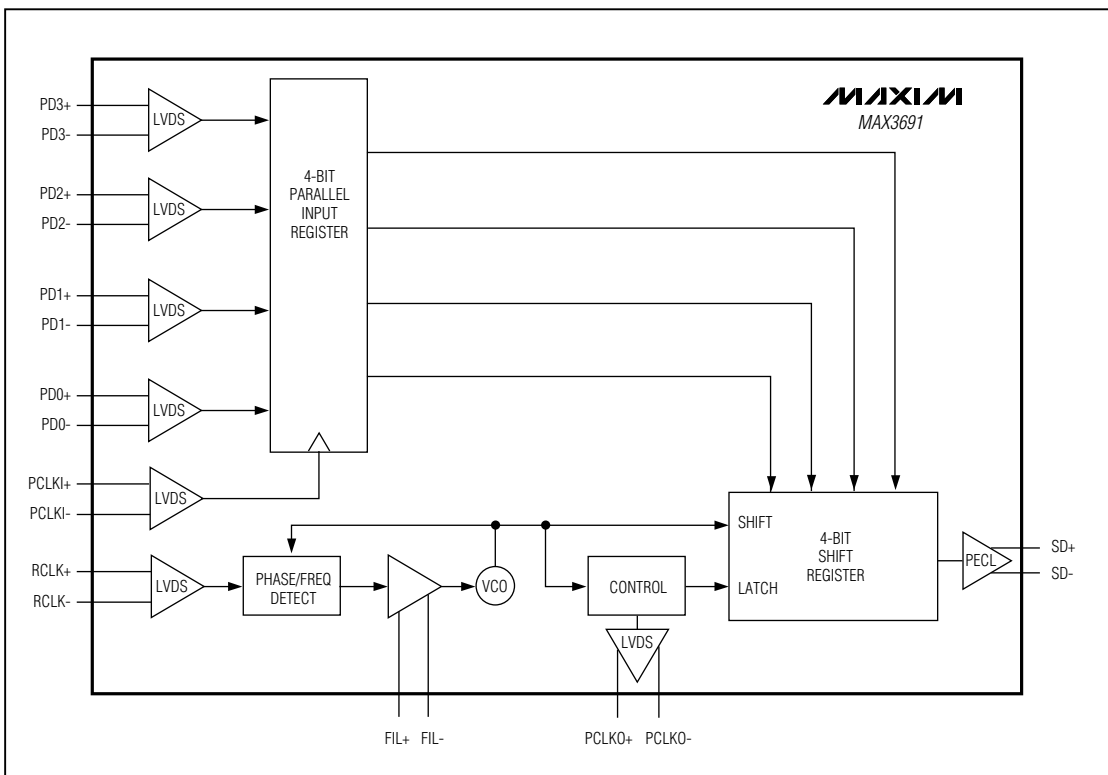 MAXIM
MAX3691
PD3+
PD3-
LVDS
PD2+
PD2-
LVDS
PD1+
PD1-
LVDS
PD0+
PD0-
LVDS
PCLKI+
PCLKI-
LVDS
RCLK+
RCLK-
LVDS
4-BIT
PARALLEL
INPUT
REGISTER
PHASE/FREQ
DETECT
VCO
CONTROL
LVDS
SHIFT
LATCH
4-BIT
SHIFT
REGISTER
PECL
SD+
SD-
FIL+
FIL-
PCLKO+
PCLKO-